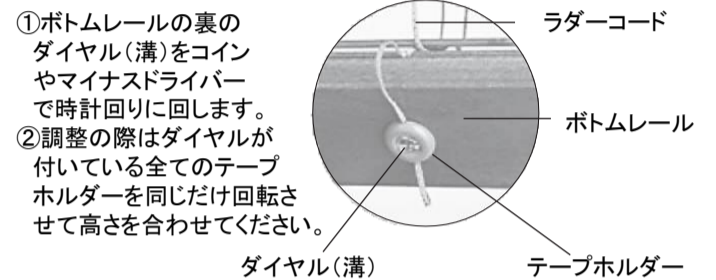 ①ボトムレールの裏の
ダイヤル（溝）をコイン
やマイナスドライバー
で時計回りに回します。
②調整の際はダイヤルが
付いている全てのテープ
ホルダーを同じだけ回転さ
せて高さを合わせてください。
ラダーコード
ボトムレール
ダイヤル（溝）
テープホルダー